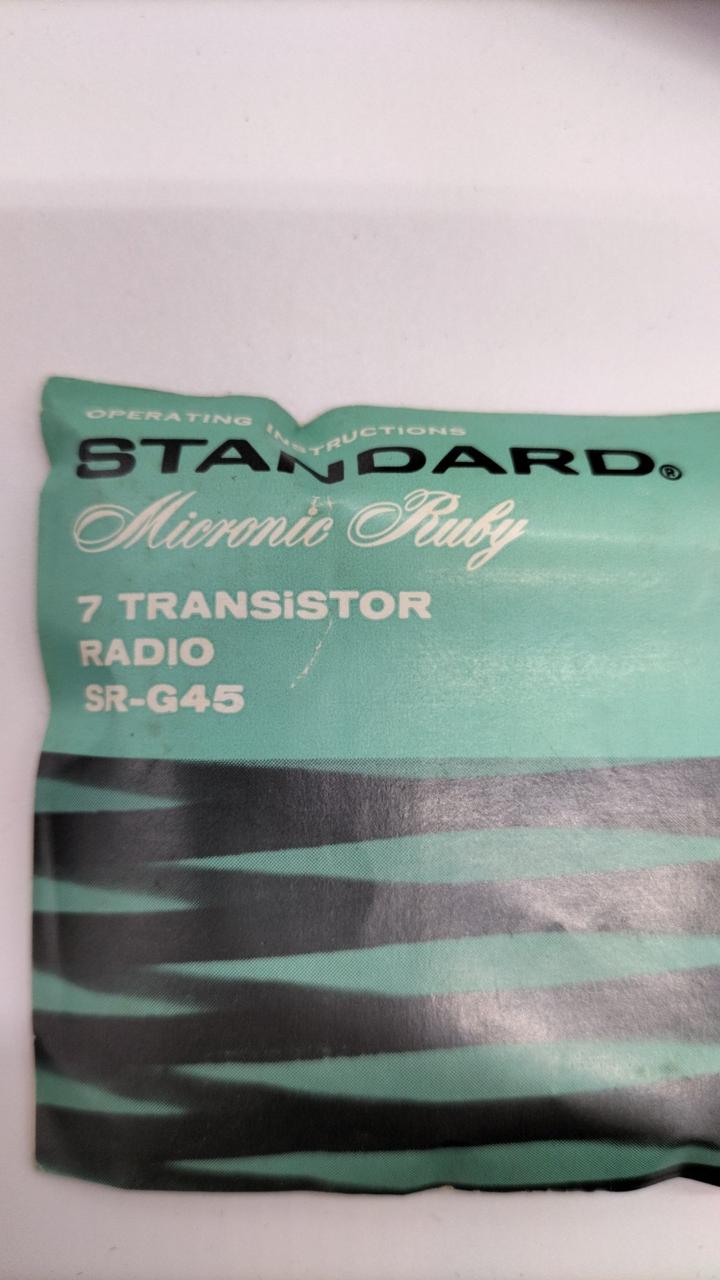 OPERATING INSTRUCTIONS
STANDARD®
Micronic Ruby
7 TRANSiSTOR
RADIO
SR-G45